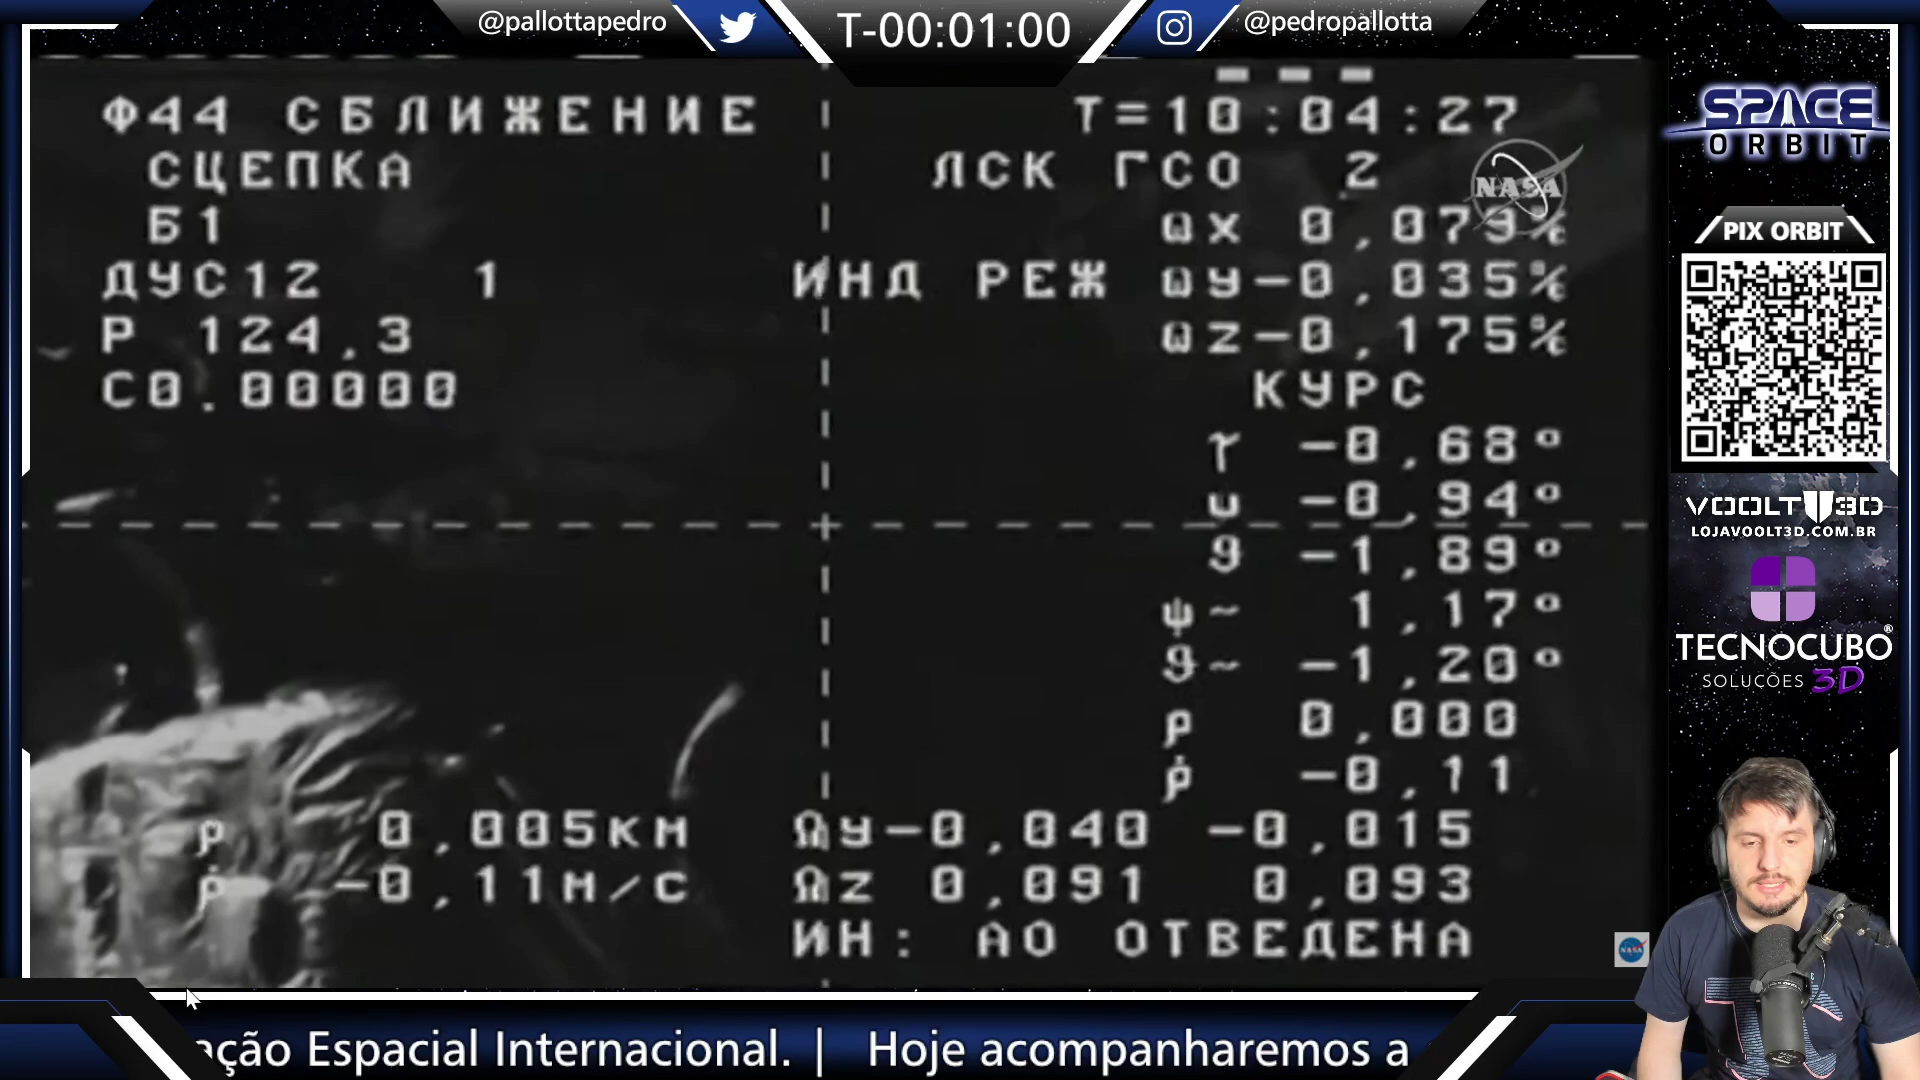 @pallottapedro
T-00:01:00
@pedropallotta
Ф44 СБЛИЖЕНИЕ
T=10:04:27
СЦЕПКА
ЛСК ГСО 2
NASA
Б1
ωx 0,079%
ДУС12 1
ИНД РЕЖ ωy-0,035%
Р 124,3
ωz-0,175%
С0.00000
КУРС
γ -0,68°
υ -0,94°
ϑ -1,89°
ψ~ 1,17°
ϑ~ -1,20°
ρ 0,000
ρ̇ -0,11
ρ 0,005км
Ωy-0,040 -0,015
ρ̇ -0,11м/с
Ωz 0,091 0,093
ИН: АО ОТВЕДЕНА
SPACE
ORBIT
PIX ORBIT
VOOLT3D
LOJAVOOLT3D.COM.BR
TECNOCUBO®
SOLUCÕES 3D
NASA
ação Espacial Internacional. | Hoje acompanharemos a